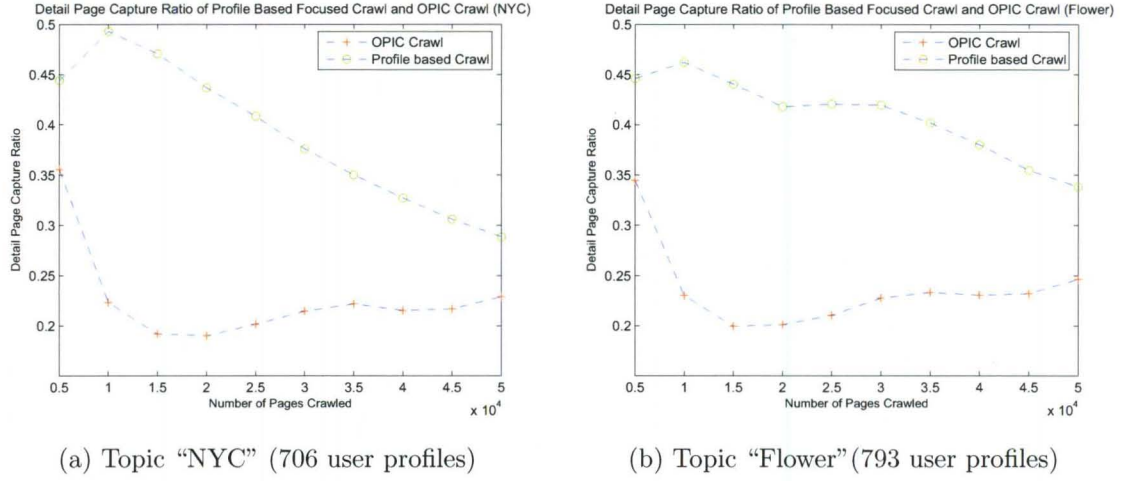 Detail Page Capture Ratio of Profile Based Focused Crawl and OPIC Crawl (NYC)
0.5
0.45
0.4
0.35
0.3
0.25
0.2
Detail Page Capture Ratio
OPIC Crawl
Profile based Crawl
0.5 1 1.5 2 2.5 3 3.5 4 4.5 5
Number of Pages Crawled
x 10^4
(a) Topic “NYC” (706 user profiles)
Detail Page Capture Ratio of Profile Based Focused Crawl and OPIC Crawl (Flower)
0.5
0.45
0.4
0.35
0.3
0.25
0.2
Detail Page Capture Ratio
OPIC Crawl
Profile based Crawl
0.5 1 1.5 2 2.5 3 3.5 4 4.5 5
Number of Pages Crawled
x 10^4
(b) Topic “Flower”(793 user profiles)